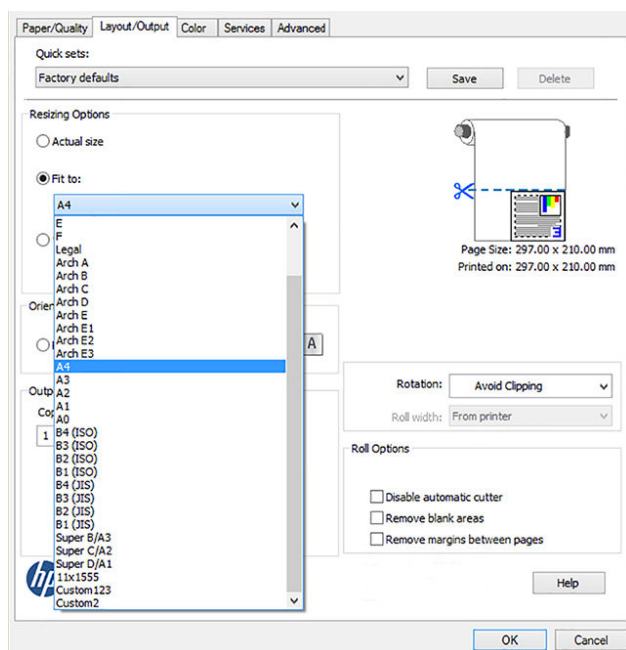 Paper/Quality Layout/Output Color Services Advanced
Quick sets:
Factory defaults Save Delete
Resizing Options
Actual size
Fit to:
A4
E
F
Legal
Arch A
Arch B
Arch C
Arch D
Arch E
Arch E1
Arch E2
Arch E3
A4
A3
A2
A1
A0
B4 (ISO)
B3 (ISO)
B2 (ISO)
B1 (ISO)
B4 (JIS)
B3 (JIS)
B2 (JIS)
B1 (JIS)
Super B/A3
Super C/A2
Super D/A1
11x1555
Custom123
Custom2
Orien
A
Outp
Cop
1
hp
E
Page Size: 297.00 x 210.00 mm
Printed on: 297.00 x 210.00 mm
Rotation: Avoid Clipping
Roll width: From printer
Roll Options
Disable automatic cutter
Remove blank areas
Remove margins between pages
Help
OK Cancel